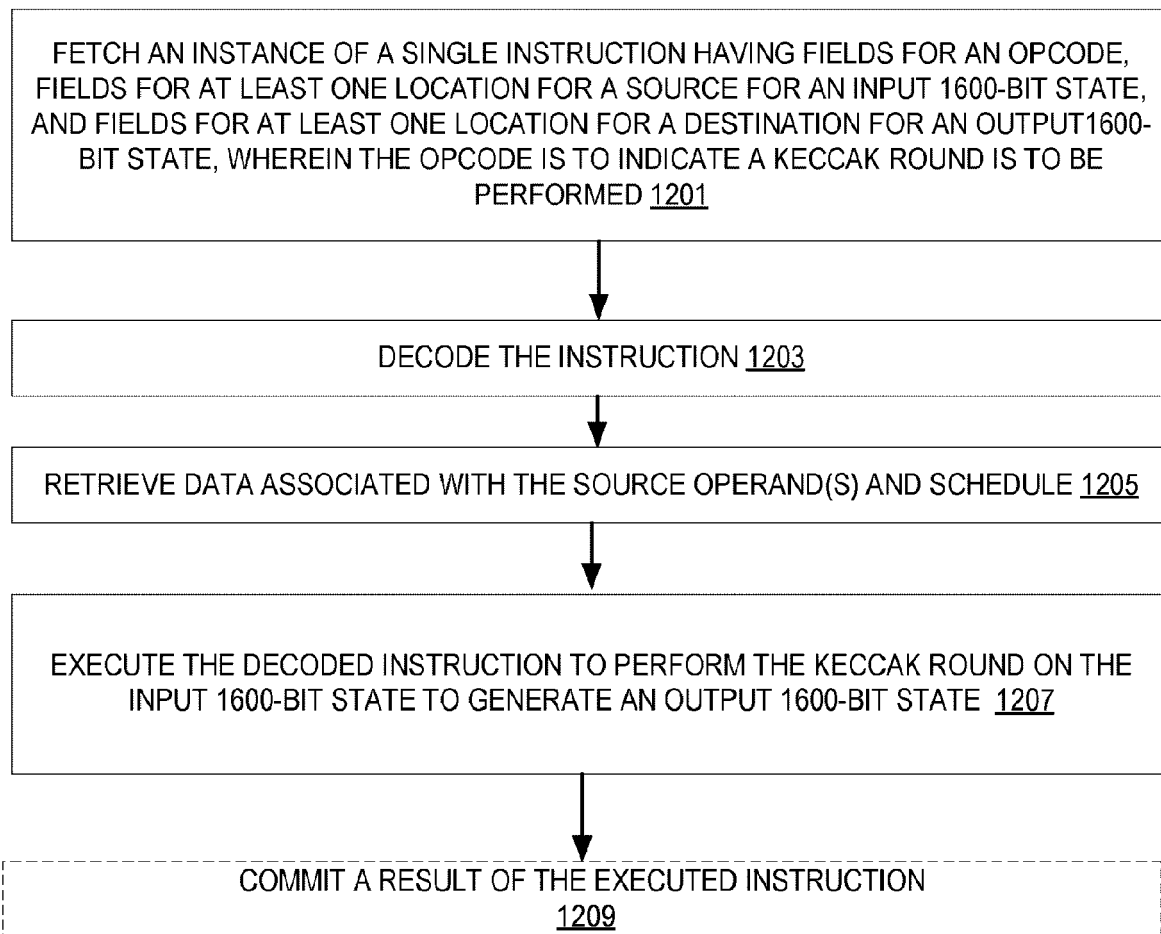 FETCH AN INSTANCE OF A SINGLE INSTRUCTION HAVING FIELDS FOR AN OPCODE,
FIELDS FOR AT LEAST ONE LOCATION FOR A SOURCE FOR AN INPUT 1600-BIT STATE,
AND FIELDS FOR AT LEAST ONE LOCATION FOR A DESTINATION FOR AN OUTPUT1600-
BIT STATE, WHEREIN THE OPCODE IS TO INDICATE A KECCAK ROUND IS TO BE
PERFORMED 1201
DECODE THE INSTRUCTION 1203
RETRIEVE DATA ASSOCIATED WITH THE SOURCE OPERAND(S) AND SCHEDULE 1205
EXECUTE THE DECODED INSTRUCTION TO PERFORM THE KECCAK ROUND ON THE
INPUT 1600-BIT STATE TO GENERATE AN OUTPUT 1600-BIT STATE 1207
COMMIT A RESULT OF THE EXECUTED INSTRUCTION
1209